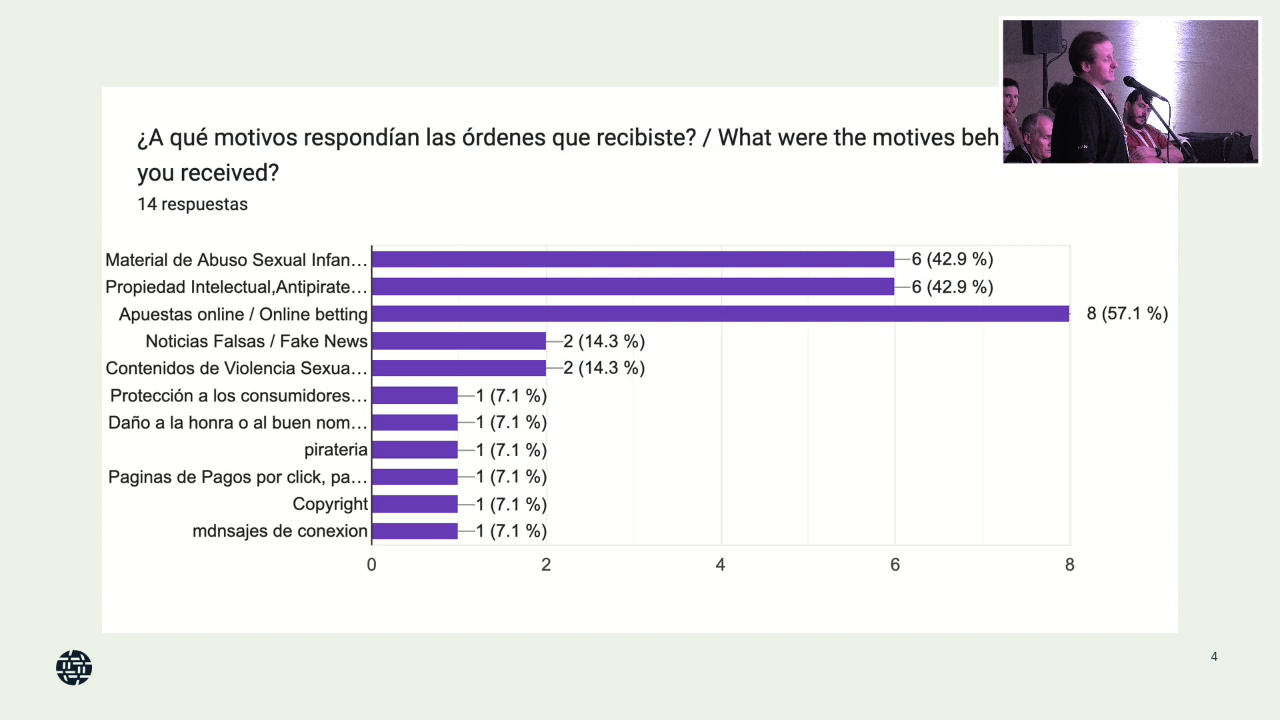 ¿A qué motivos respondían las órdenes que recibiste? / What were the motives beh
you received?
14 respuestas
Material de Abuso Sexual Infan… 6 (42.9 %)
Propiedad Intelectual,Antipirate… 6 (42.9 %)
Apuestas online / Online betting 8 (57.1 %)
Noticias Falsas / Fake News 2 (14.3 %)
Contenidos de Violencia Sexua… 2 (14.3 %)
Protección a los consumidores… 1 (7.1 %)
Daño a la honra o al buen nom… 1 (7.1 %)
pirateria 1 (7.1 %)
Paginas de Pagos por click, pa… 1 (7.1 %)
Copyright 1 (7.1 %)
mdnsajes de conexion 1 (7.1 %)
0 2 4 6 8
4